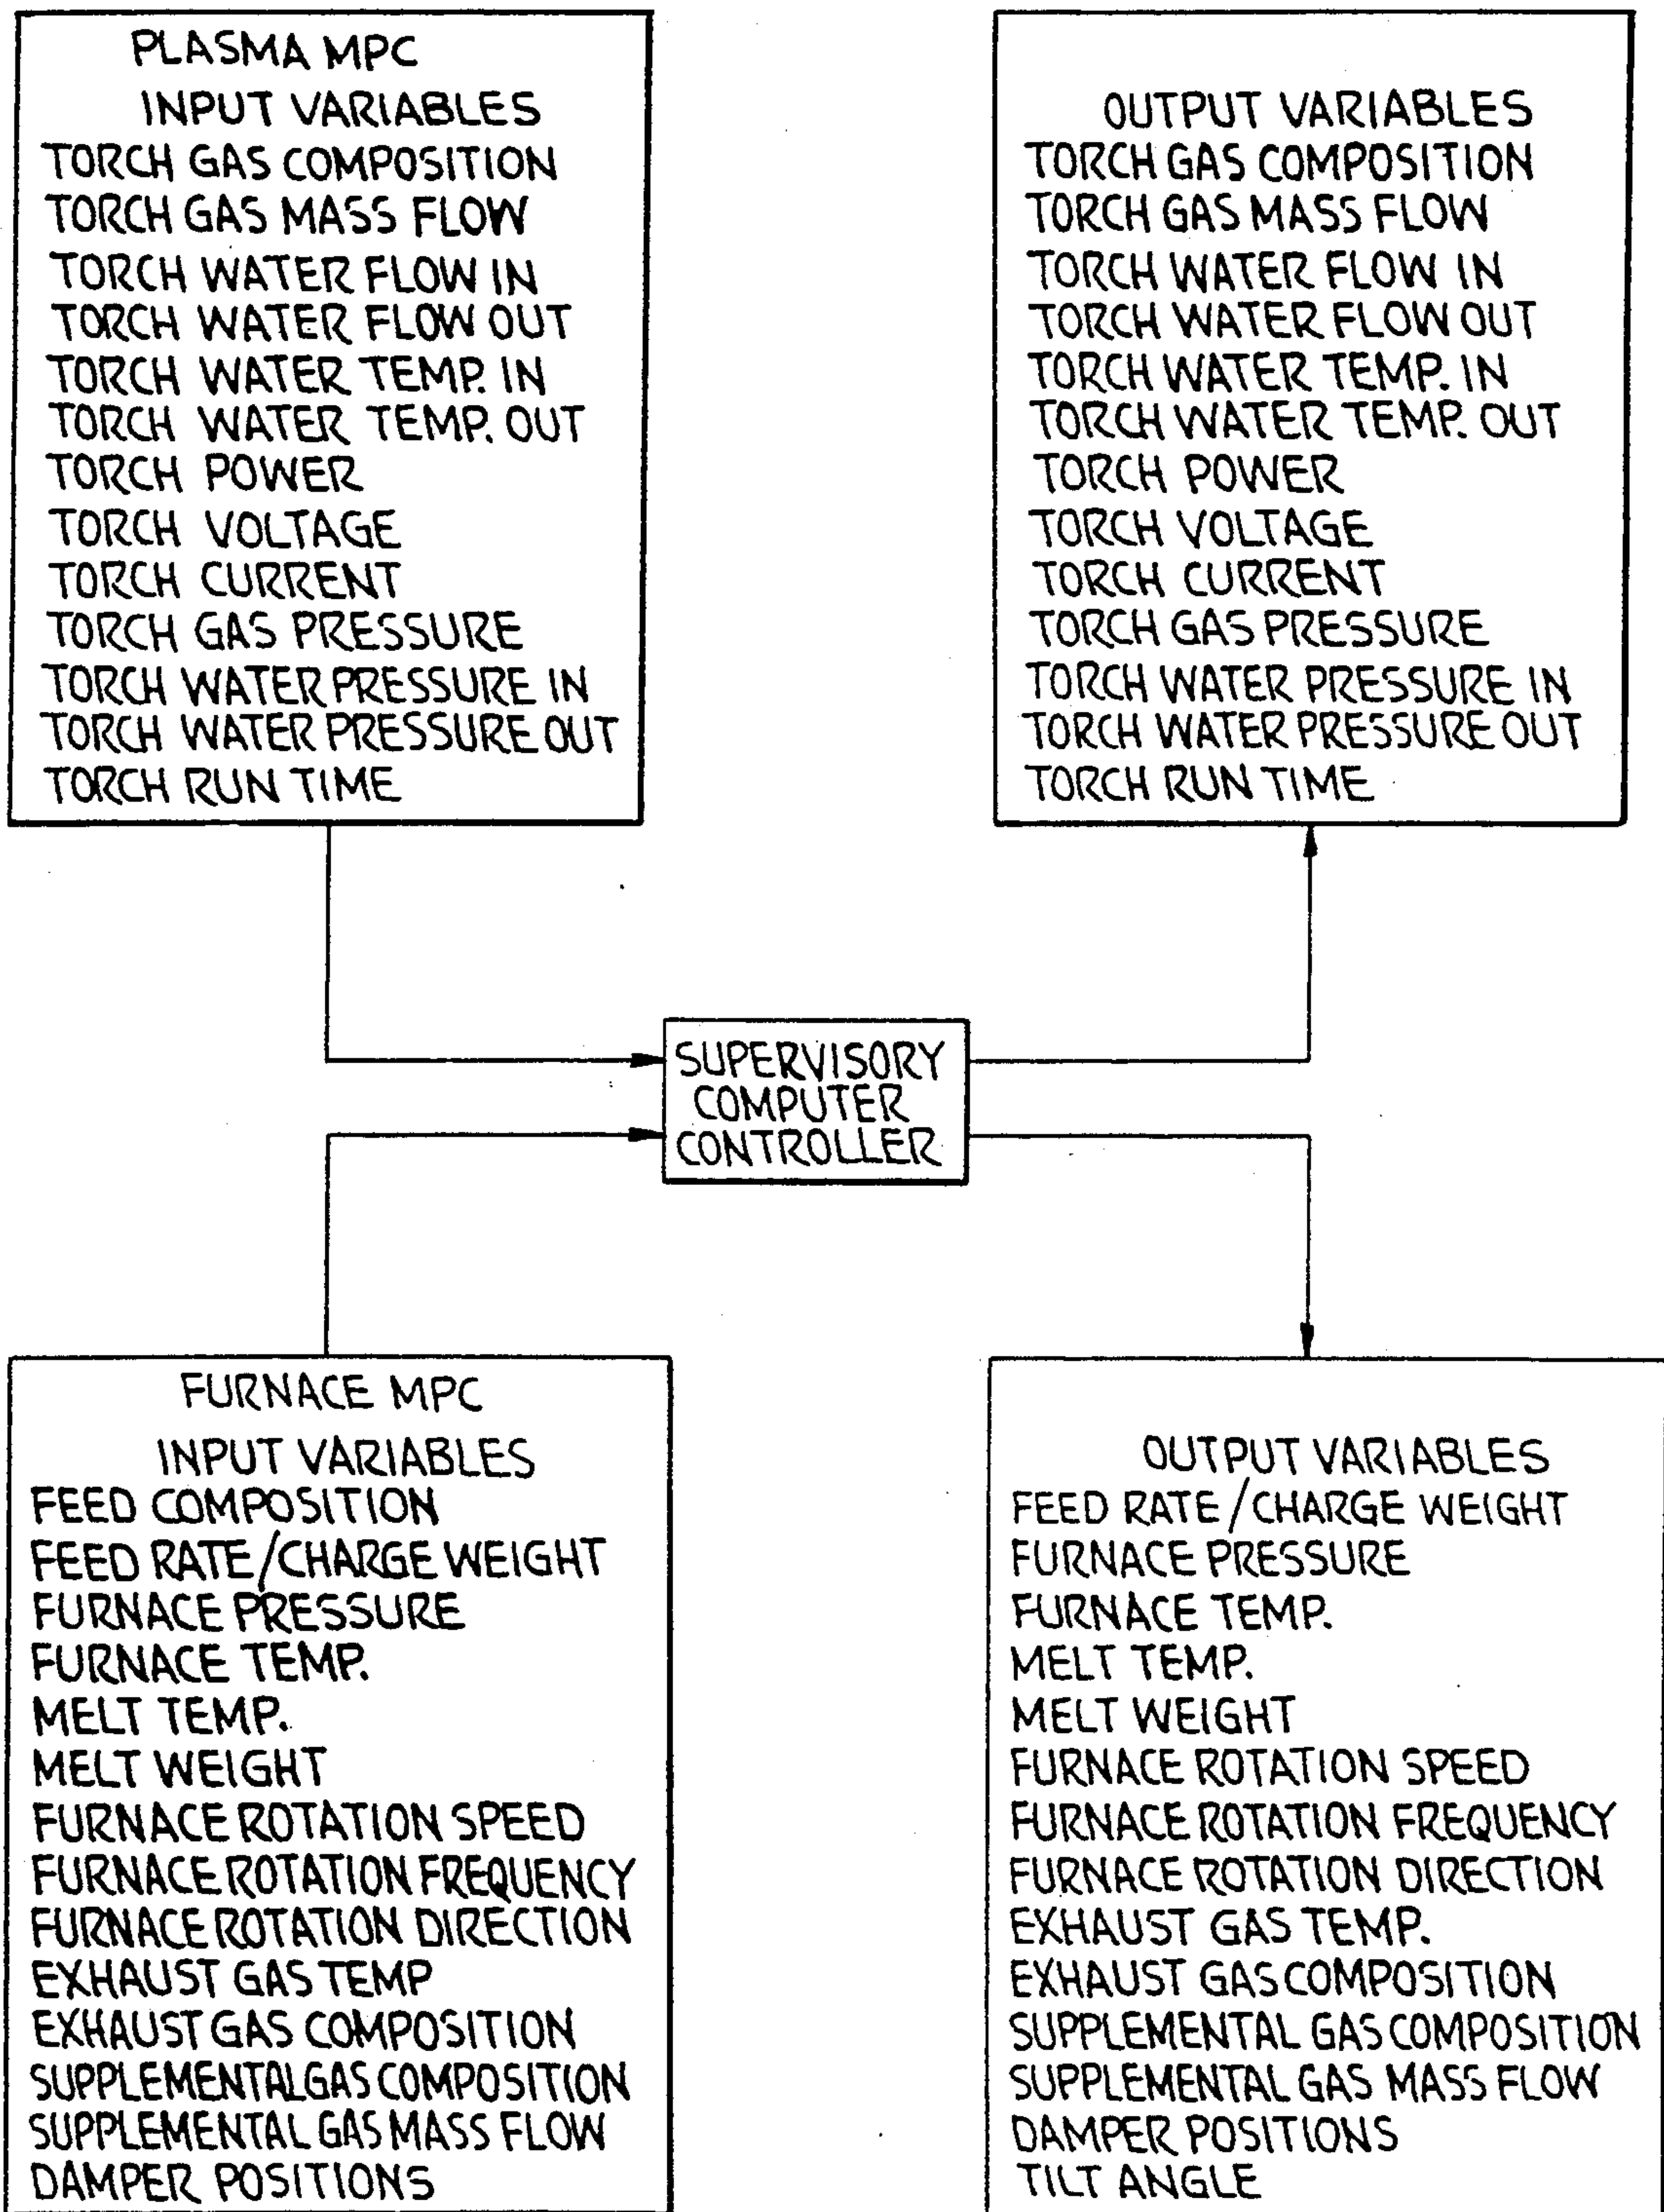 PLASMA MPC
INPUT VARIABLES
TORCH GAS COMPOSITION
TORCH GAS MASS FLOW
TORCH WATER FLOW IN
TORCH WATER FLOW OUT
TORCH WATER TEMP. IN
TORCH WATER TEMP. OUT
TORCH POWER
TORCH VOLTAGE
TORCH CURRENT
TORCH GAS PRESSURE
TORCH WATER PRESSURE IN
TORCH WATER PRESSURE OUT
TORCH RUN TIME
OUTPUT VARIABLES
TORCH GAS COMPOSITION
TORCH GAS MASS FLOW
TORCH WATER FLOW IN
TORCH WATER FLOW OUT
TORCH WATER TEMP. IN
TORCH WATER TEMP. OUT
TORCH POWER
TORCH VOLTAGE
TORCH CURRENT
TORCH GAS PRESSURE
TORCH WATER PRESSURE IN
TORCH WATER PRESSURE OUT
TORCH RUN TIME
SUPERVISORY
COMPUTER
CONTROLLER
FURNACE MPC
INPUT VARIABLES
FEED COMPOSITION
FEED RATE/CHARGE WEIGHT
FURNACE PRESSURE
FURNACE TEMP.
MELT TEMP.
MELT WEIGHT
FURNACE ROTATION SPEED
FURNACE ROTATION FREQUENCY
FURNACE ROTATION DIRECTION
EXHAUST GAS TEMP
EXHAUST GAS COMPOSITION
SUPPLEMENTAL GAS COMPOSITION
SUPPLEMENTAL GAS MASS FLOW
DAMPER POSITIONS
OUTPUT VARIABLES
FEED RATE/CHARGE WEIGHT
FURNACE PRESSURE
FURNACE TEMP.
MELT TEMP.
MELT WEIGHT
FURNACE ROTATION SPEED
FURNACE ROTATION FREQUENCY
FURNACE ROTATION DIRECTION
EXHAUST GAS TEMP.
EXHAUST GAS COMPOSITION
SUPPLEMENTAL GAS COMPOSITION
SUPPLEMENTAL GAS MASS FLOW
DAMPER POSITIONS
TILT ANGLE